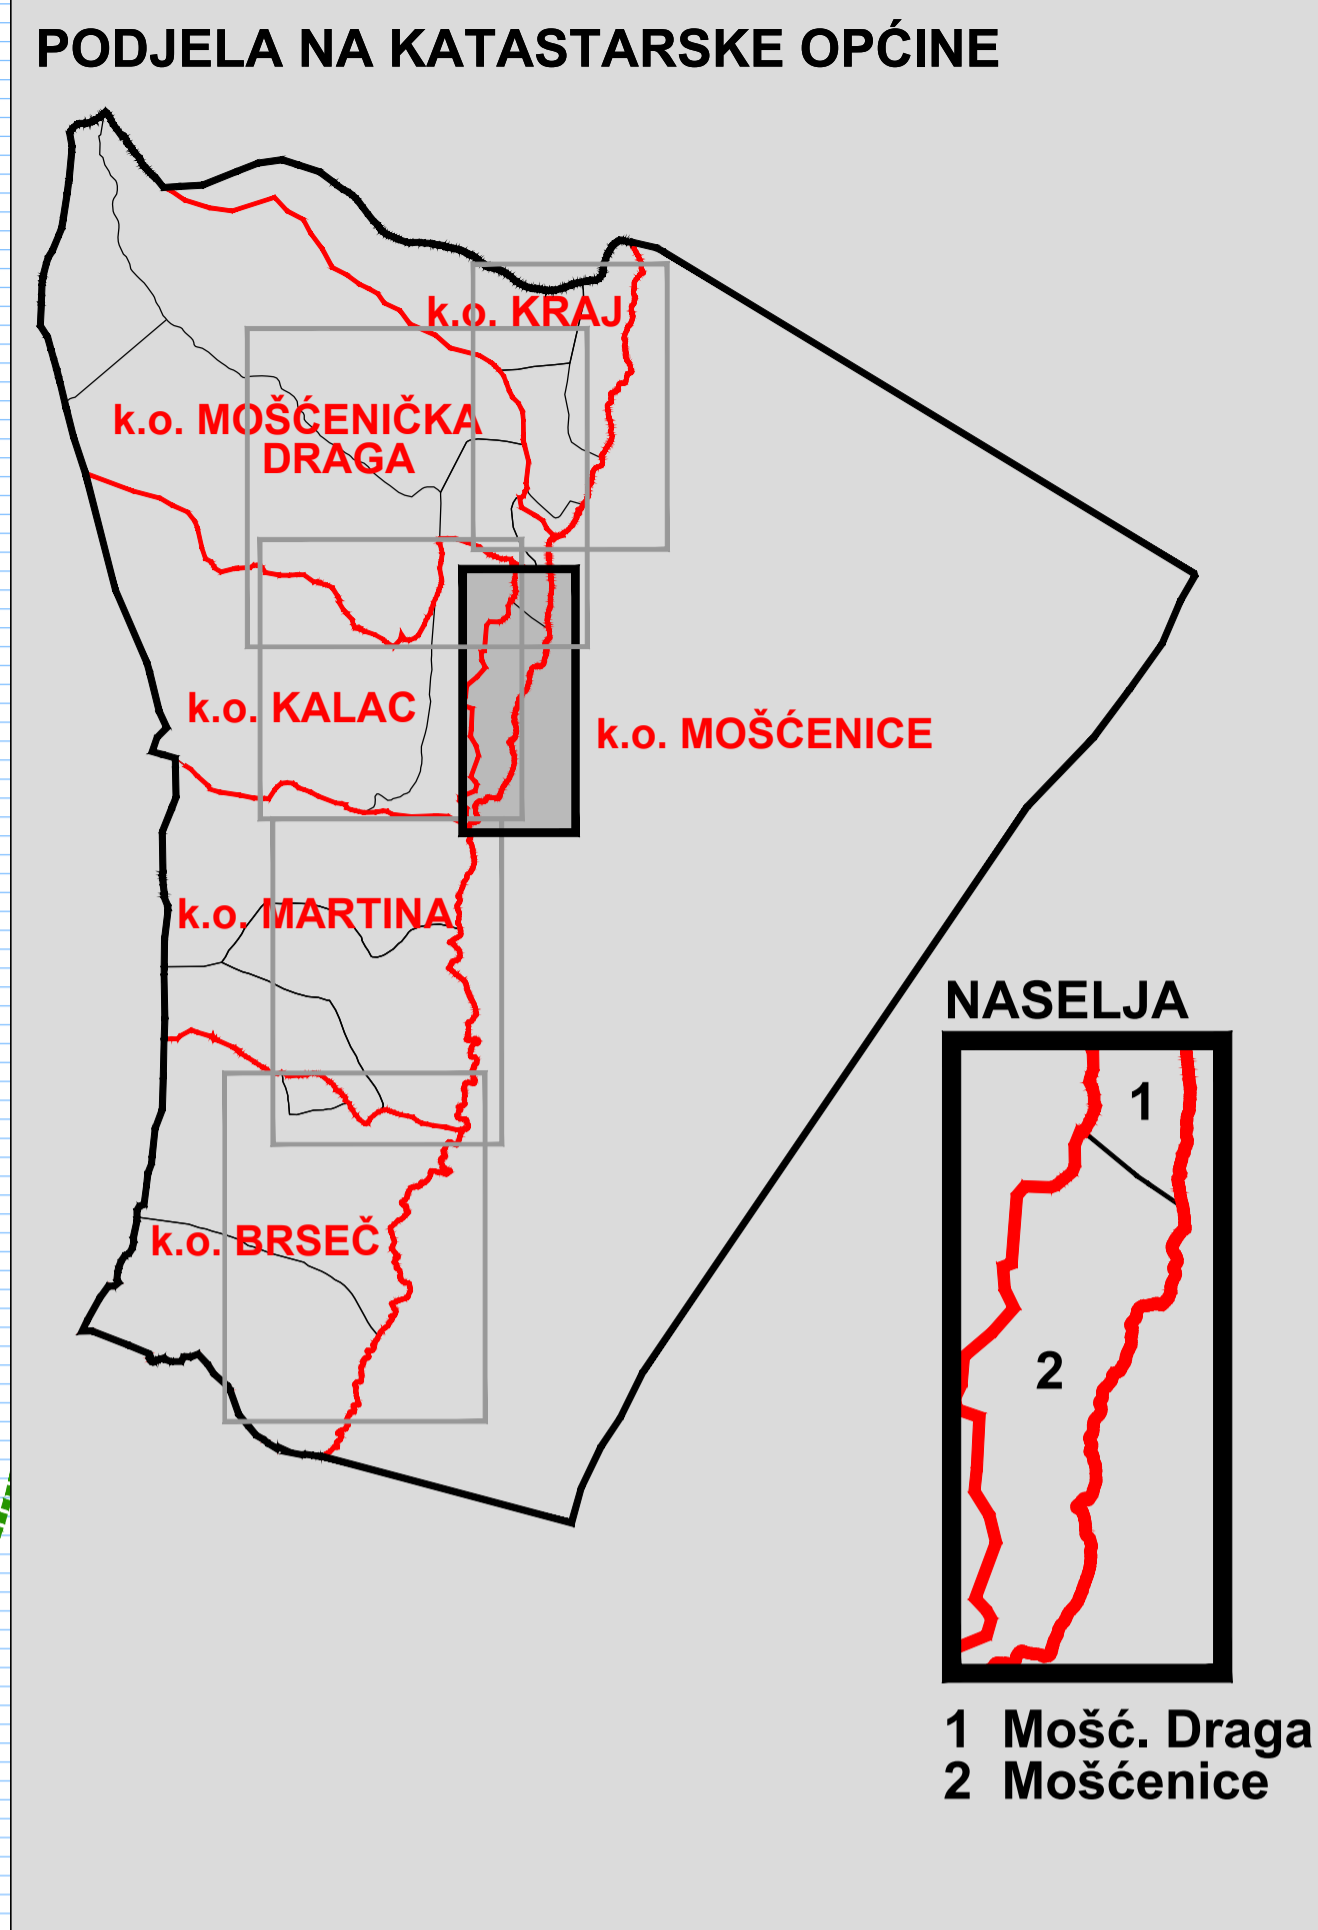 PODJELA NA KATASTARSKE OPĆINE
k.o. KRAJ
k.o. MOŠĆENIČKA
DRAGA
k.o. KALAC
k.o. MOŠĆENICE
k.o. MARTINA
k.o. BRSEČ
NASELJA
1
2
1 Mošć. Draga
2 Mošćenice